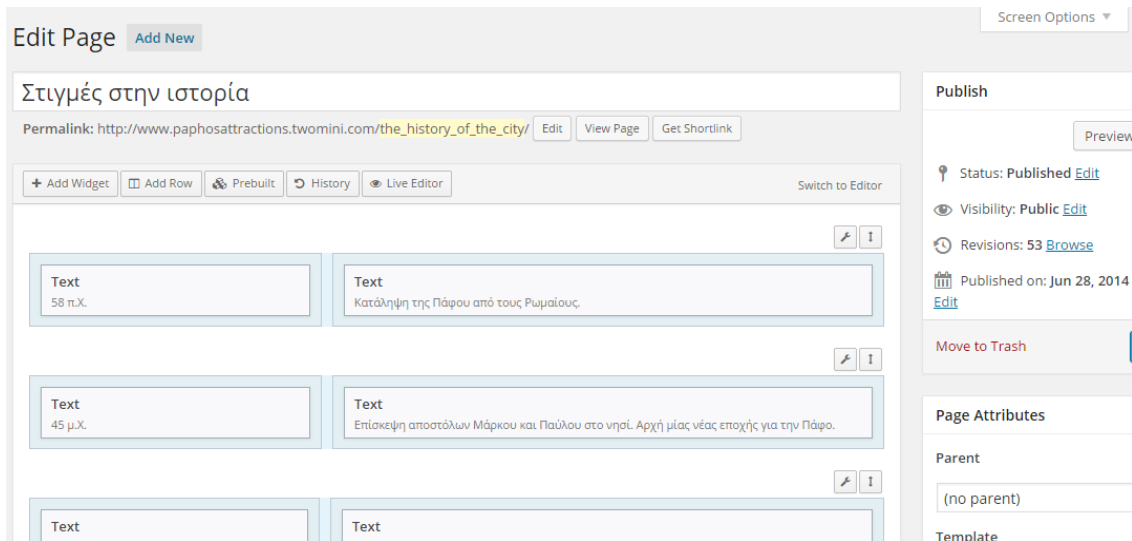 Screen Options ▼
Edit Page Add New
Στιγμές στην ιστορία
Permalink: http://www.paphosattractions.twomini.com/the_history_of_the_city/ Edit View Page Get Shortlink
Add Widget Add Row Prebuilt History Live Editor Switch to Editor
Text
58 π.Χ.
Text
Κατάληψη της Πάφου από τους Ρωμαίους.
Text
45 μ.Χ.
Text
Επίσκεψη αποστόλων Μάρκου και Παύλου στο νησί. Αρχή μίας νέας εποχής για την Πάφο.
Text
Text
Publish
Preview
Status: Published Edit
Visibility: Public Edit
Revisions: 53 Browse
Published on: Jun 28, 2014
Edit
Move to Trash
Page Attributes
Parent
(no parent)
Template